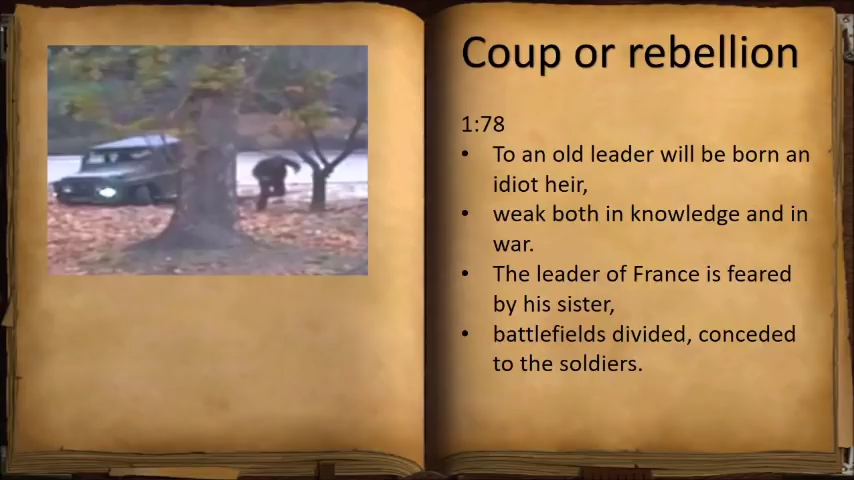 Coup or rebellion
1:78
• To an old leader will be born an
idiot heir,
• weak both in knowledge and in
war.
• The leader of France is feared
by his sister,
• battlefields divided, conceded
to the soldiers.